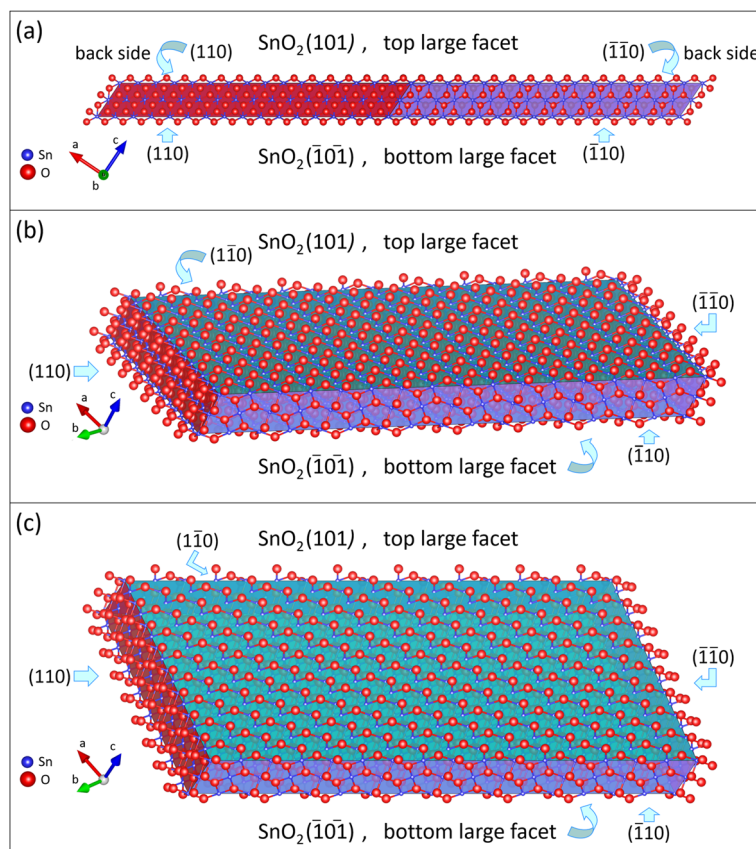 (a)
SnO₂(101) , top large facet
back side (11̅0)
(1̅1̅0) back side
(110)
SnO₂(1̅01̅) , bottom large facet
(1̅10)
a c b
Sn
O
(b)
SnO₂(101) , top large facet
(11̅0)
(1̅1̅0)
(110)
a c b
Sn
O
SnO₂(1̅01̅) , bottom large facet
(1̅10)
(c)
SnO₂(101) , top large facet
(11̅0)
(110)
(1̅1̅0)
a c b
Sn
O
SnO₂(1̅01̅) , bottom large facet
(1̅10)